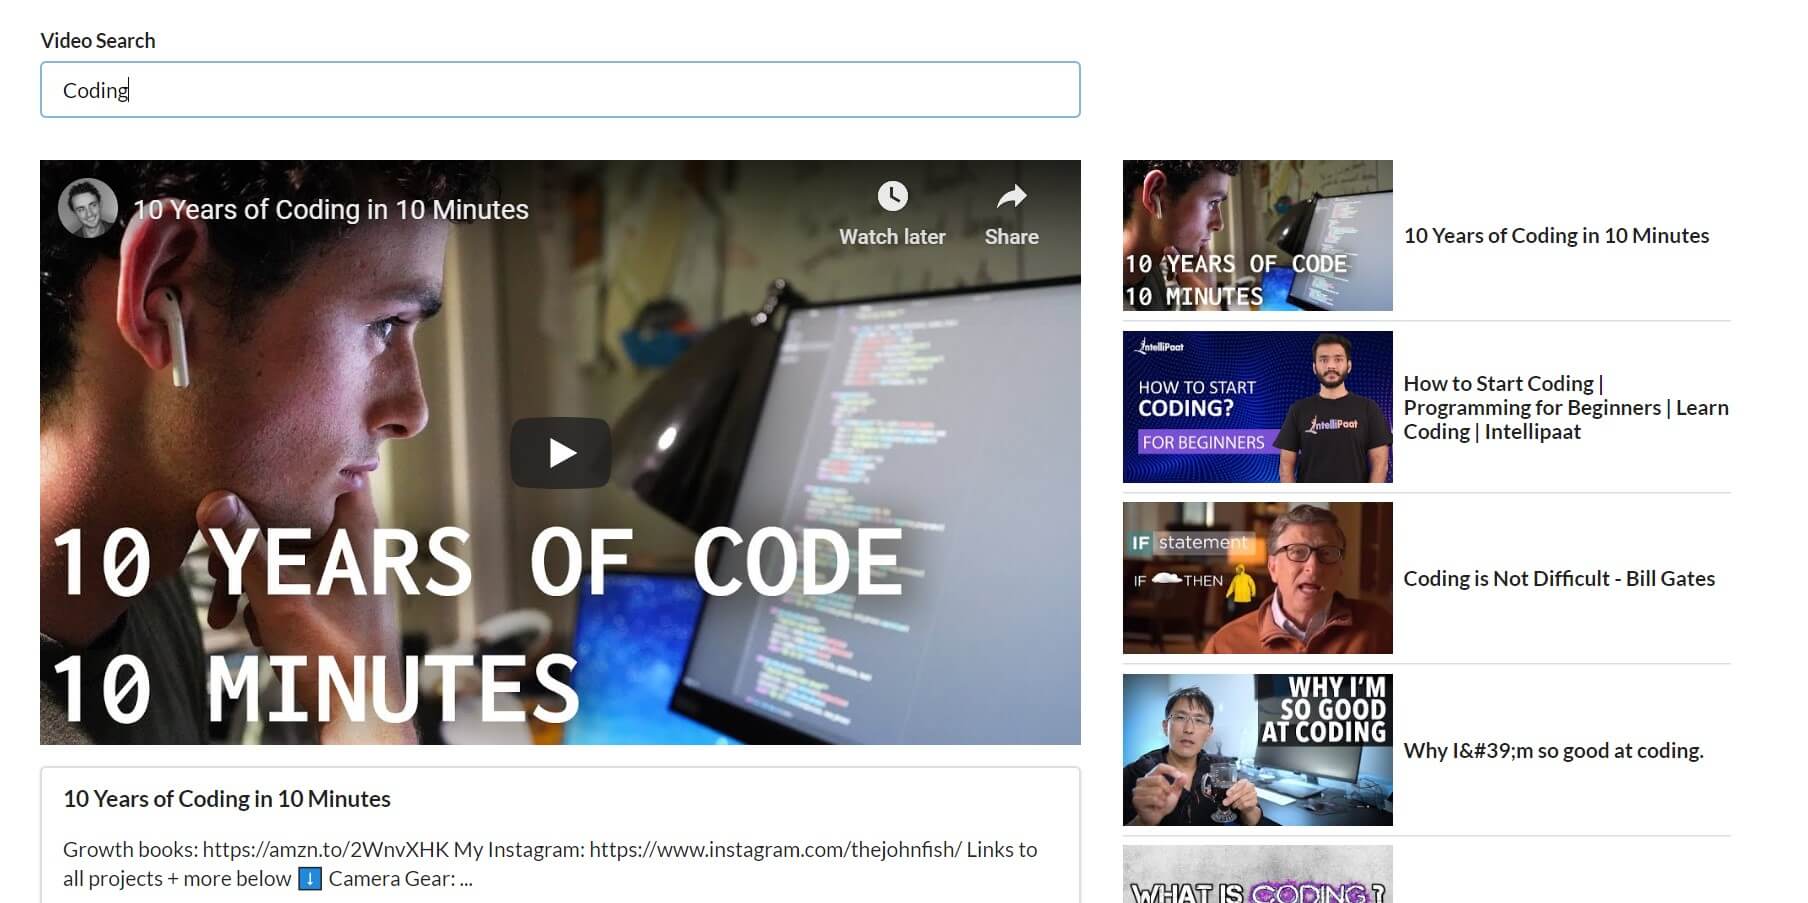 Video Search
Coding
10 Years of Coding in 10 Minutes
Watch later
Share
10 YEARS OF CODE
10 MINUTES
10 Years of Coding in 10 Minutes
Growth books: https://amzn.to/2WnvXHK My Instagram: https://www.instagram.com/thejohnfish/ Links to
all projects + more below ⬇️ Camera Gear: ...
10 YEARS OF CODE
10 MINUTES
10 Years of Coding in 10 Minutes
IntelliPaat
HOW TO START
CODING?
FOR BEGINNERS
IntelliPaat
How to Start Coding |
Programming for Beginners | Learn
Coding | Intellipaat
IF statement
IF THEN
Coding is Not Difficult - Bill Gates
WHY I'M
SO GOOD
AT CODING
Why I&#39;m so good at coding.
WHAT IS CODING?